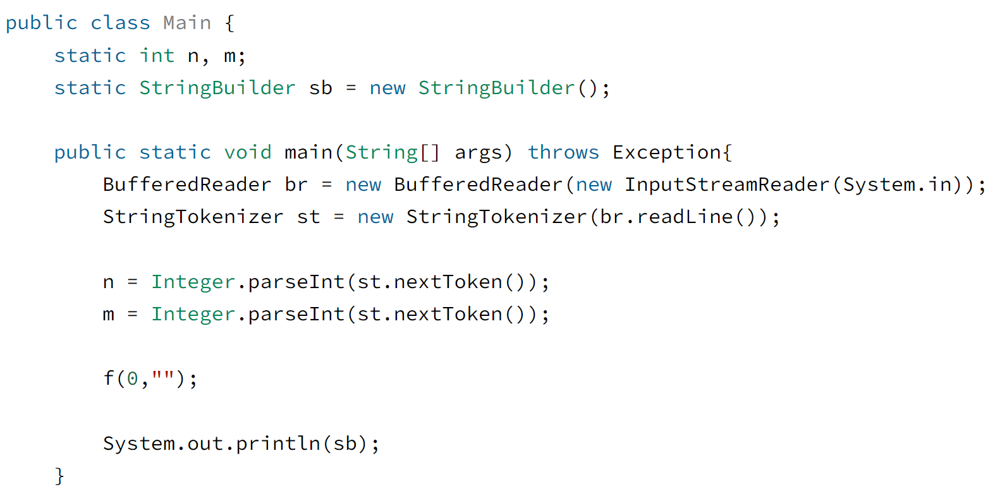 public class Main {
    static int n, m;
    static StringBuilder sb = new StringBuilder();

    public static void main(String[] args) throws Exception{
        BufferedReader br = new BufferedReader(new InputStreamReader(System.in));
        StringTokenizer st = new StringTokenizer(br.readLine());

        n = Integer.parseInt(st.nextToken());
        m = Integer.parseInt(st.nextToken());

        f(0,"");

        System.out.println(sb);
    }